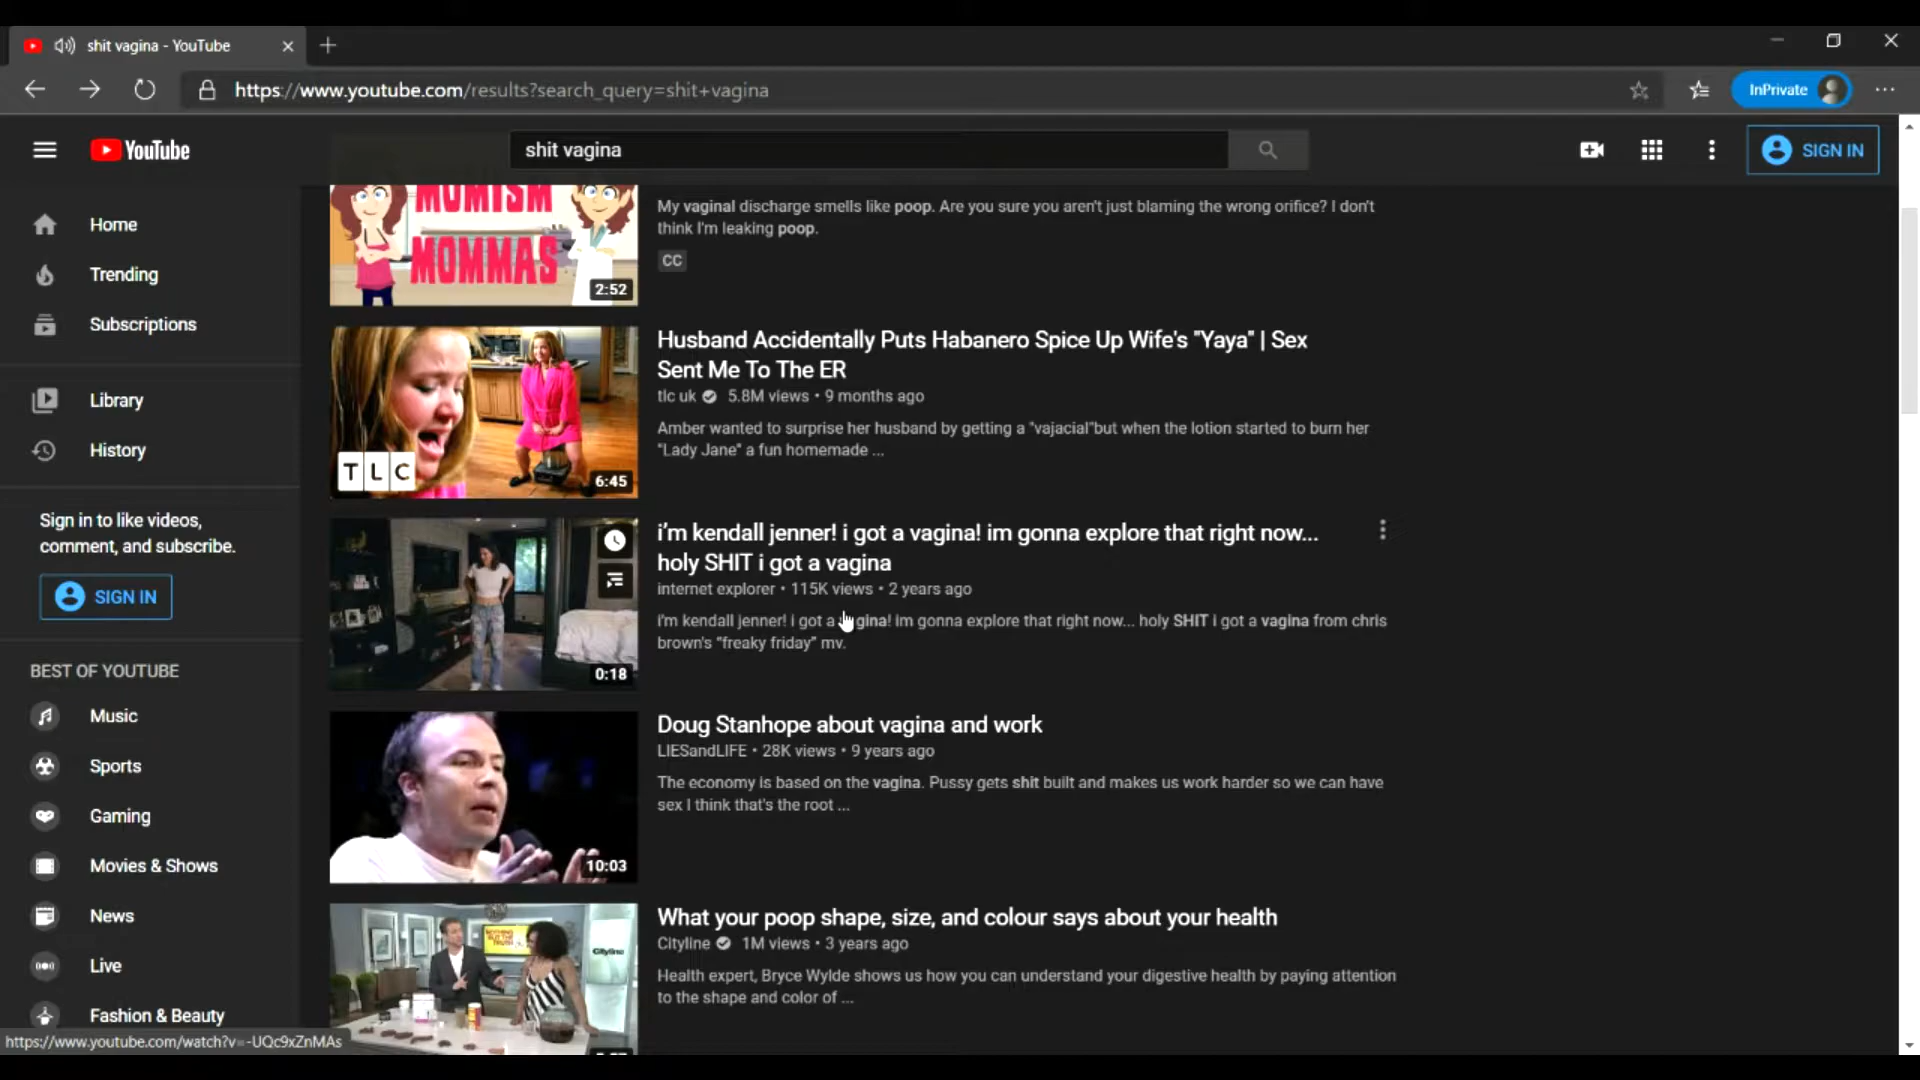 shit vagina - YouTube
https://www.youtube.com/results?search_query=shit+vagina
InPrivate
YouTube
shit vagina
SIGN IN
Home
Trending
Subscriptions
Library
History
Sign in to like videos,
comment, and subscribe.
SIGN IN
BEST OF YOUTUBE
Music
Sports
Gaming
Movies & Shows
News
Live
Fashion & Beauty
MOMISM
MOMMAS
2:52
My vaginal discharge smells like poop. Are you sure you aren't just blaming the wrong orifice? I don't
think I'm leaking poop.
CC
TLC
6:45
Husband Accidentally Puts Habanero Spice Up Wife's "Yaya" | Sex
Sent Me To The ER
tlc uk 5.8M views • 9 months ago
Amber wanted to surprise her husband by getting a "vajacial"but when the lotion started to burn her
"Lady Jane" a fun homemade ...
0:18
i'm kendall jenner! i got a vagina! im gonna explore that right now...
holy SHIT i got a vagina
internet explorer • 115K views • 2 years ago
i'm kendall jenner! i got a gina! im gonna explore that right now... holy SHIT i got a vagina from chris
brown's "freaky friday" mv.
10:03
Doug Stanhope about vagina and work
LIESandLIFE • 28K views • 9 years ago
The economy is based on the vagina. Pussy gets shit built and makes us work harder so we can have
sex I think that's the root ...
Cityline
What your poop shape, size, and colour says about your health
Cityline 1M views • 3 years ago
Health expert, Bryce Wylde shows us how you can understand your digestive health by paying attention
to the shape and color of ...
https://www.youtube.com/watch?v=-UQc9xZnMAs